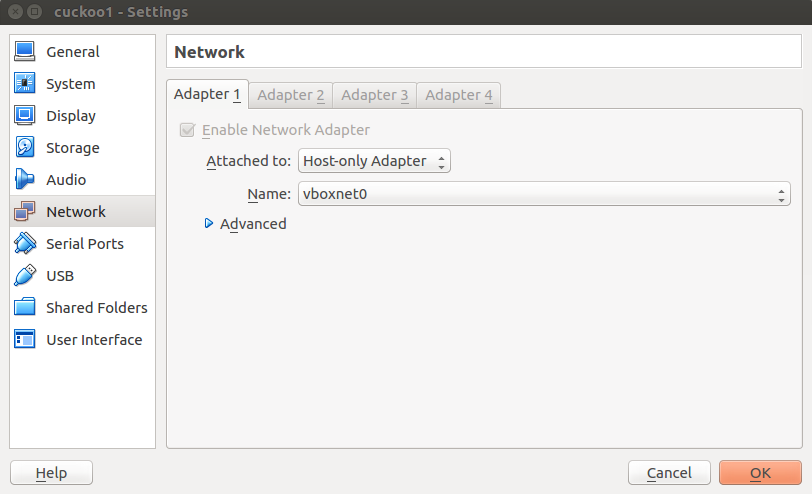 cuckoo1 - Settings
General
System
Display
Storage
Audio
Network
Serial Ports
USB
Shared Folders
User Interface
Network
Adapter 1 Adapter 2 Adapter 3 Adapter 4
Enable Network Adapter
Attached to: Host-only Adapter
Name: vboxnet0
Advanced
Help Cancel OK